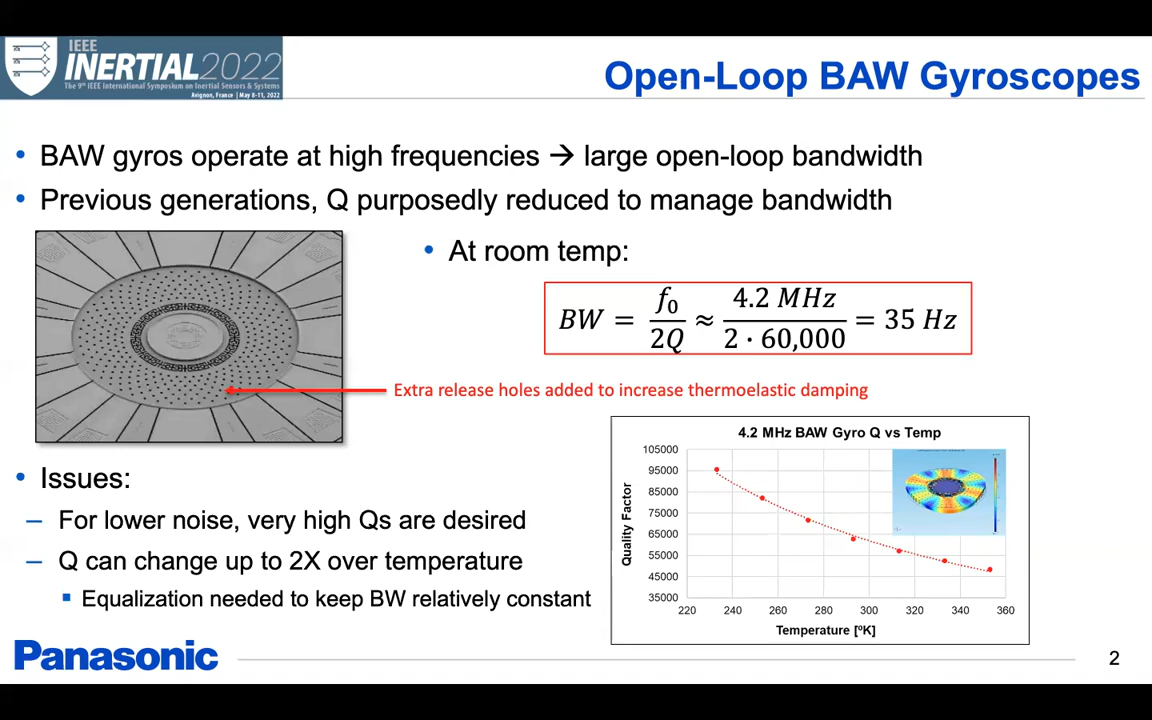 IEEE
INERTIAL2022
The 9th IEEE International Symposium on Inertial Sensors & Systems
Avignon, France | May 8-11, 2022
Open-Loop BAW Gyroscopes
• BAW gyros operate at high frequencies → large open-loop bandwidth
• Previous generations, Q purposedly reduced to manage bandwidth
• At room temp:
BW = f₀/2Q ≈ 4.2 MHz/2 · 60,000 = 35 Hz
Extra release holes added to increase thermoelastic damping
• Issues:
– For lower noise, very high Qs are desired
– Q can change up to 2X over temperature
▪ Equalization needed to keep BW relatively constant
4.2 MHz BAW Gyro Q vs Temp
Quality Factor
105000
95000
85000
75000
65000
55000
45000
35000
220 240 260 280 300 320 340 360
Temperature [ºK]
Panasonic
2